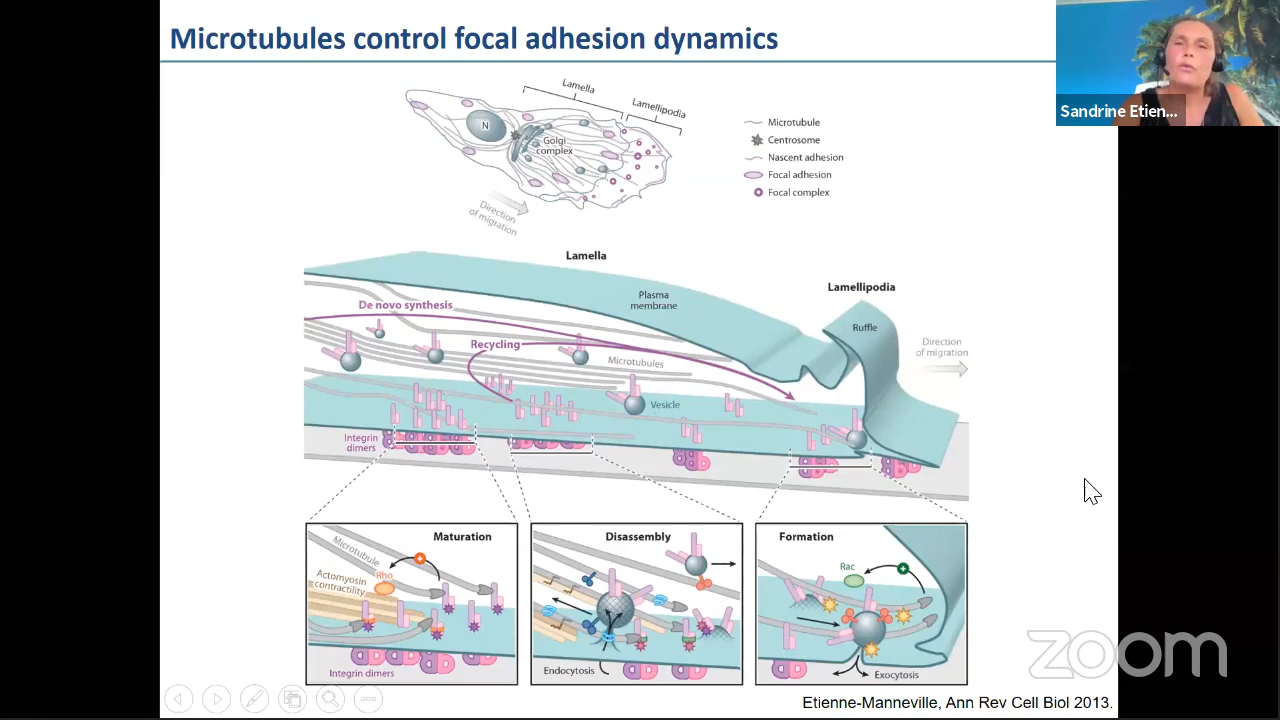 Microtubules control focal adhesion dynamics
Sandrine Etien...
Lamella
Lamellipodia
N
Golgi
complex
Direction
of migration
Microtubule
Centrosome
Nascent adhesion
Focal adhesion
Focal complex
Lamella
Lamellipodia
Plasma
membrane
Ruffle
De novo synthesis
Recycling
Microtubules
Direction
of migration
Vesicle
Integrin
dimers
Maturation
Microtubule
Rho
Actomyosin
contractility
Integrin dimers
Disassembly
Endocytosis
Formation
Rac
Exocytosis
zoom
Etienne-Manneville, Ann Rev Cell Biol 2013.